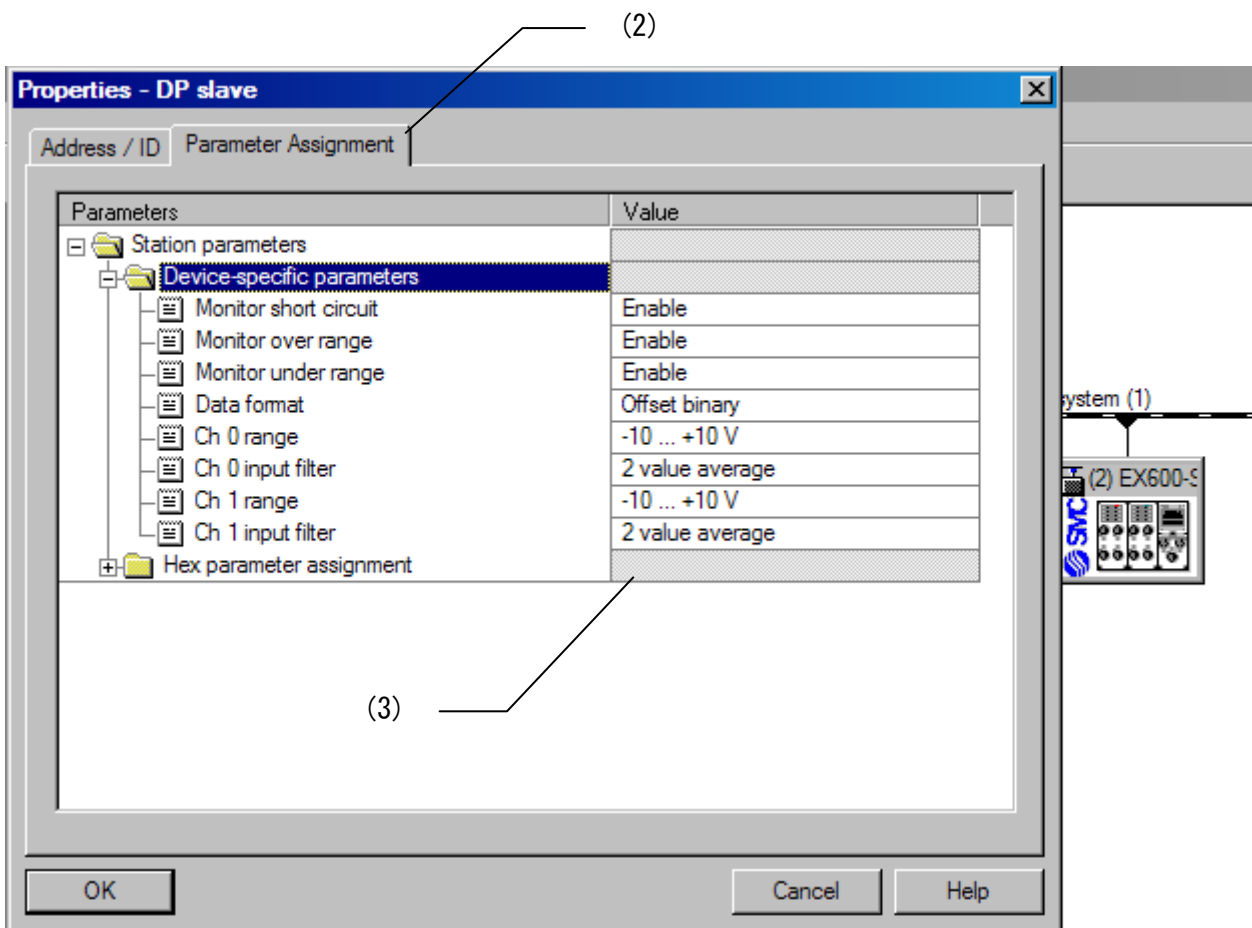 (2)
Properties - DP slave
Address / ID Parameter Assignment
Parameters Value
Station parameters
Device-specific parameters
Monitor short circuit Enable
Monitor over range Enable
Monitor under range Enable
Data format Offset binary
Ch 0 range -10 ... +10 V
Ch 0 input filter 2 value average
Ch 1 range -10 ... +10 V
Ch 1 input filter 2 value average
Hex parameter assignment
ystem (1)
(2) EX600-S
SMC
(3)
OK Cancel Help